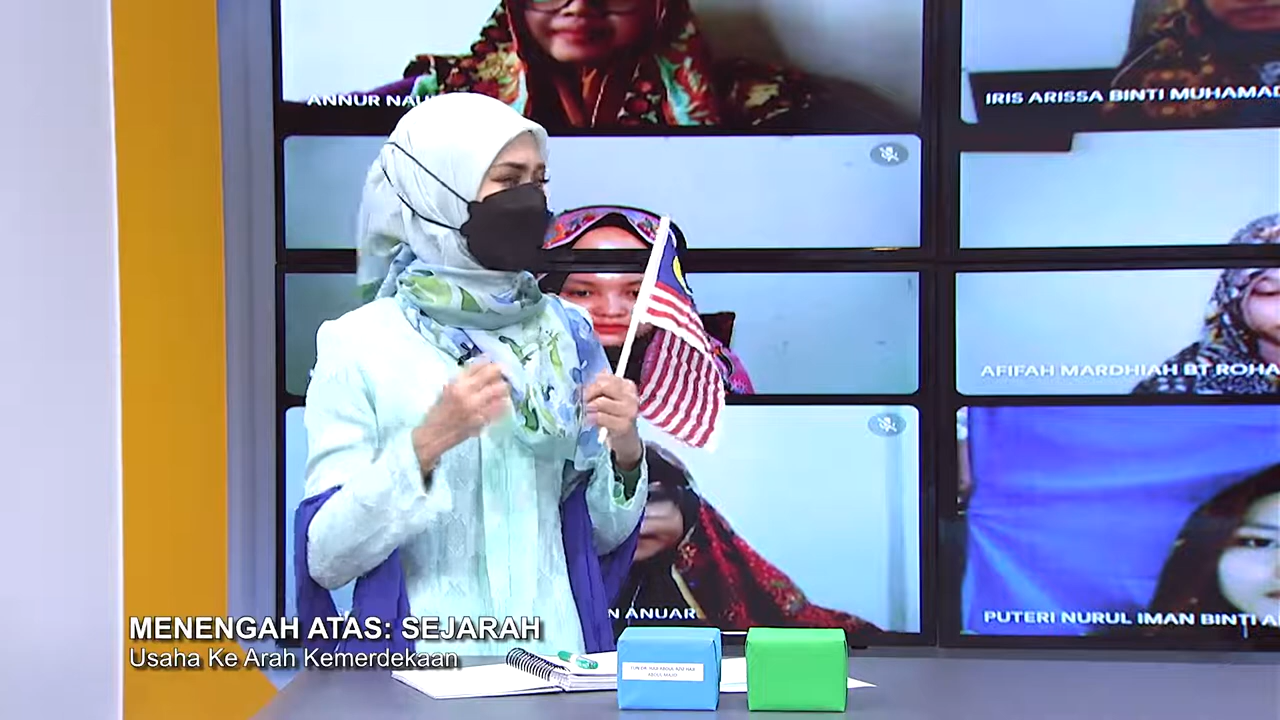 ANNUR
IRIS ARISSA BINTI MUHAMAD
AFIFAH MARDHIAH BT ROHA
N ANUAR
PUTERI NURUL IMAN BINTI
MENENGAH ATAS: SEJARAH
Usaha Ke Arah Kemerdekaan